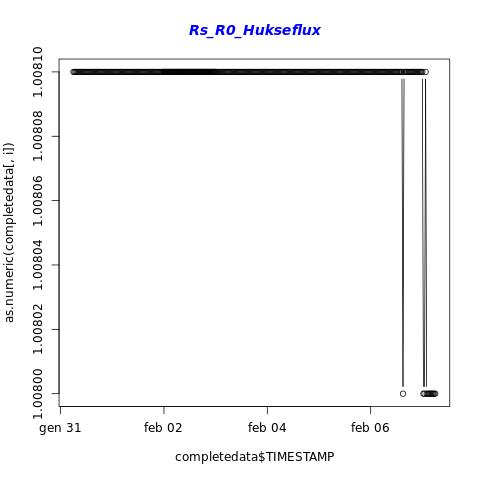 Rs_R0_Hukseflux
1.00810
1.00808
1.00806
1.00804
1.00802
1.00800
as.numeric(completedata[, i])
gen 31
feb 02
feb 04
feb 06
completedata$TIMESTAMP